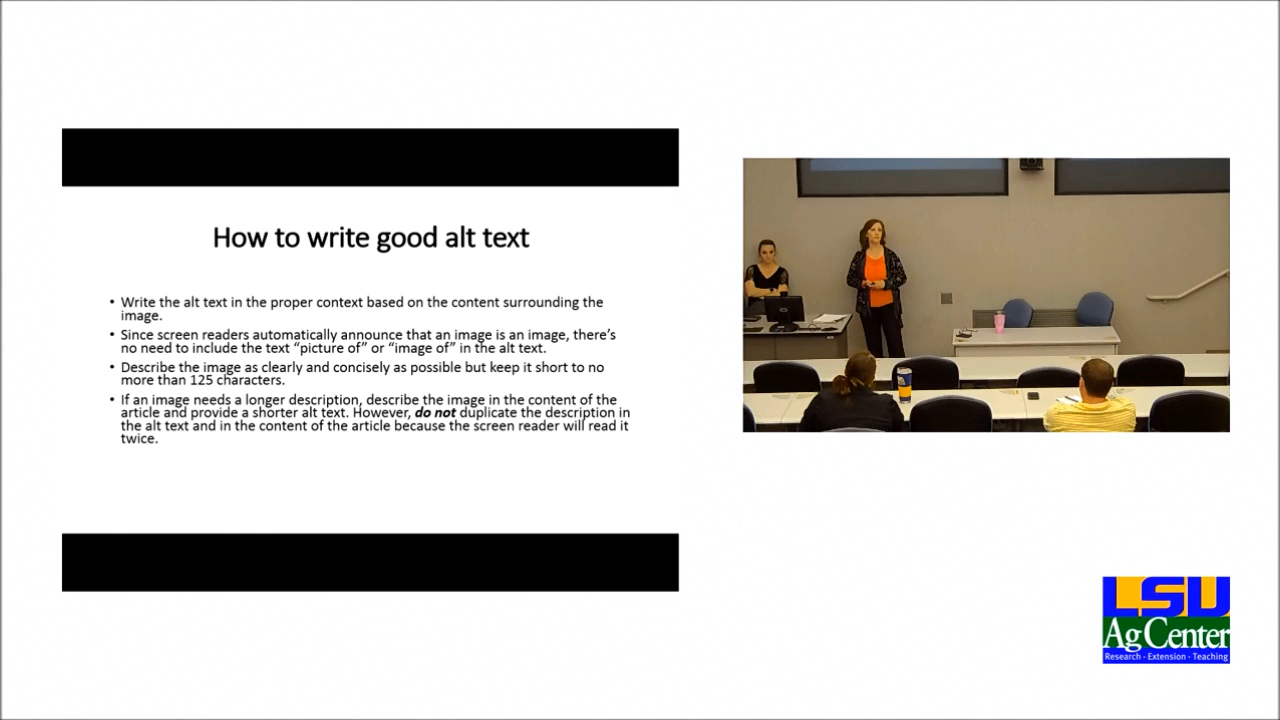 How to write good alt text
• Write the alt text in the proper context based on the content surrounding the
image.
• Since screen readers automatically announce that an image is an image, there’s
no need to include the text “picture of” or “image of” in the alt text.
• Describe the image as clearly and concisely as possible but keep it short to no
more than 125 characters.
• If an image needs a longer description, describe the image in the content of the
article and provide a shorter alt text. However, do not duplicate the description in
the alt text and in the content of the article because the screen reader will read it
twice.
LSU
AgCenter
Research · Extension · Teaching